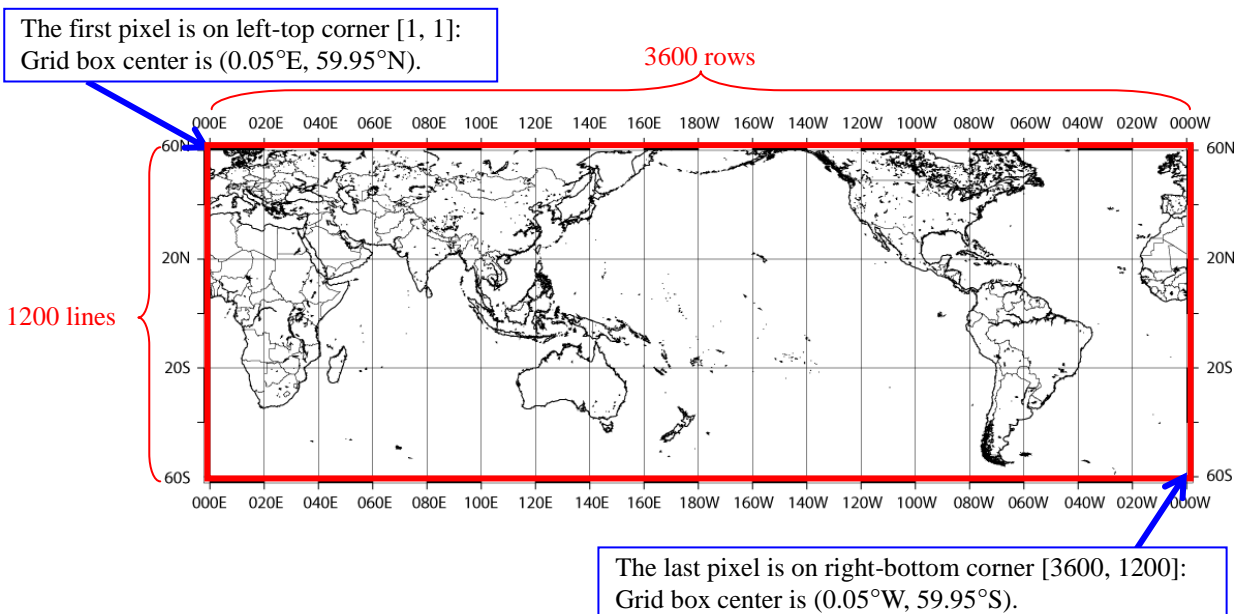 The first pixel is on left-top corner [1, 1]:
Grid box center is (0.05°E, 59.95°N).
3600 rows
000E 020E 040E 060E 080E 100E 120E 140E 160E 180W 160W 140W 120W 100W 080W 060W 040W 020W 000W
60N 60N
20N 20N
1200 lines
20S 20S
60S 60S
000E 020E 040E 060E 080E 100E 120E 140E 160E 180W 160W 140W 120W 100W 080W 060W 040W 020W 000W
The last pixel is on right-bottom corner [3600, 1200]:
Grid box center is (0.05°W, 59.95°S).